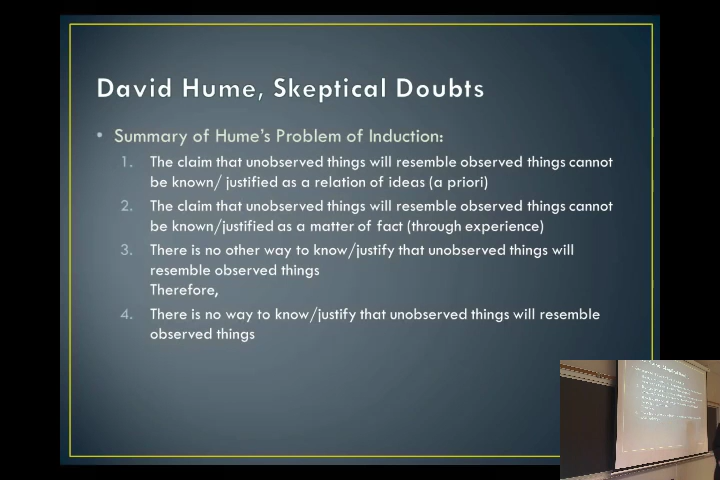 David Hume, Skeptical Doubts
• Summary of Hume's Problem of Induction:
1. The claim that unobserved things will resemble observed things cannot
be known/ justified as a relation of ideas (a priori)
2. The claim that unobserved things will resemble observed things cannot
be known/justified as a matter of fact (through experience)
3. There is no other way to know/justify that unobserved things will
resemble observed things
Therefore,
4. There is no way to know/justify that unobserved things will resemble
observed things